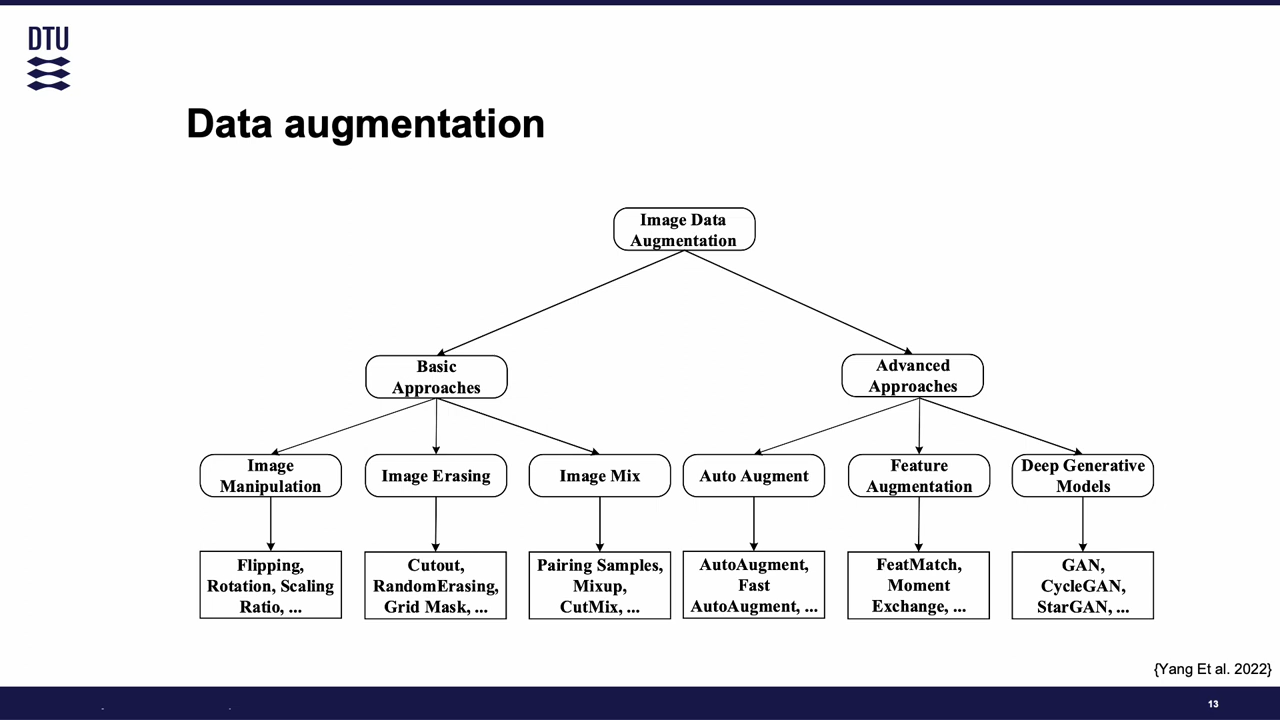 DTU
Data augmentation
Image Data
Augmentation
Basic
Approaches
Advanced
Approaches
Image
Manipulation
Image Erasing
Image Mix
Auto Augment
Feature
Augmentation
Deep Generative
Models
Flipping,
Rotation, Scaling
Ratio, ...
Cutout,
RandomErasing,
Grid Mask, ...
Pairing Samples,
Mixup,
CutMix, ...
AutoAugment,
Fast
AutoAugment, ...
FeatMatch,
Moment
Exchange, ...
GAN,
CycleGAN,
StarGAN, ...
{Yang Et al. 2022}
13